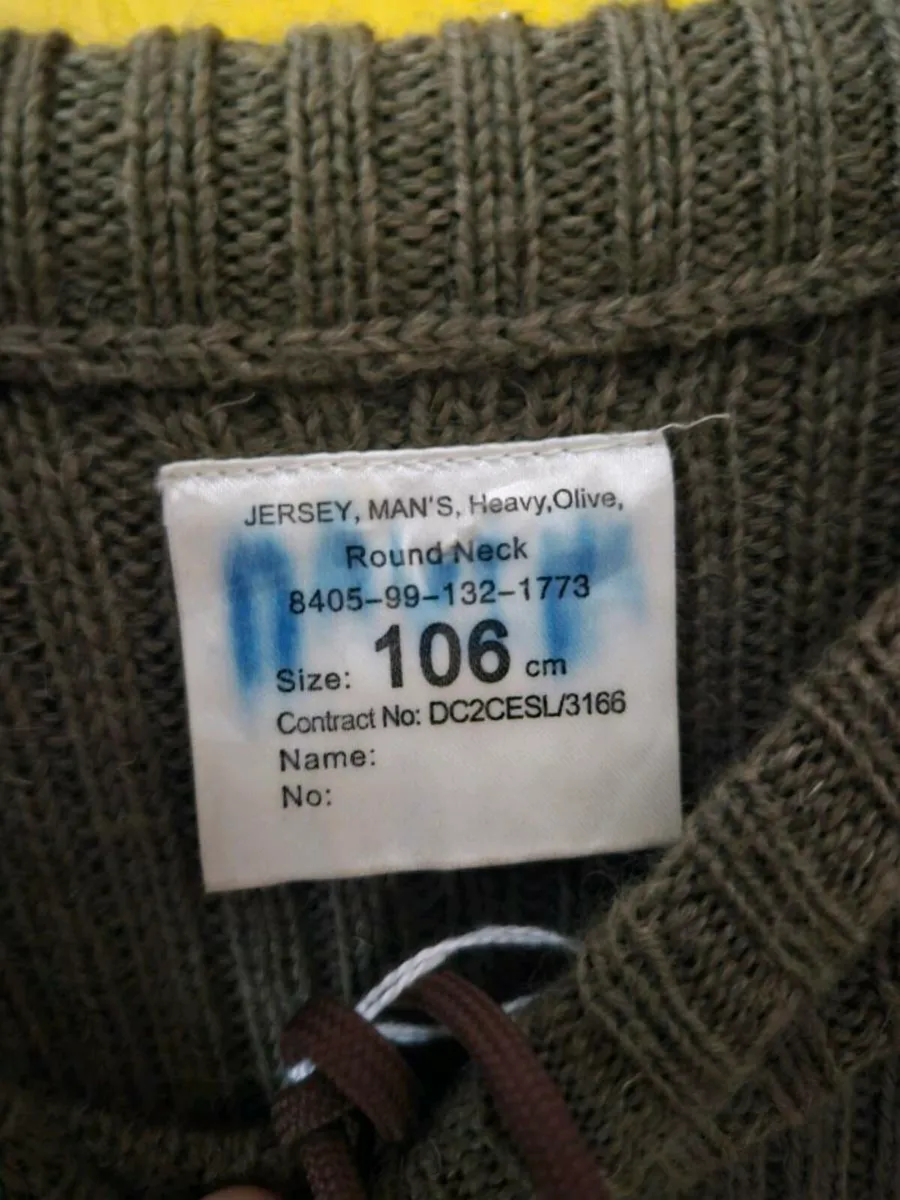 JERSEY, MAN'S, Heavy,Olive,
Round Neck
8405-99-132-1773
Size: 106 cm
Contract No: DC2CESL/3166
Name:
No: